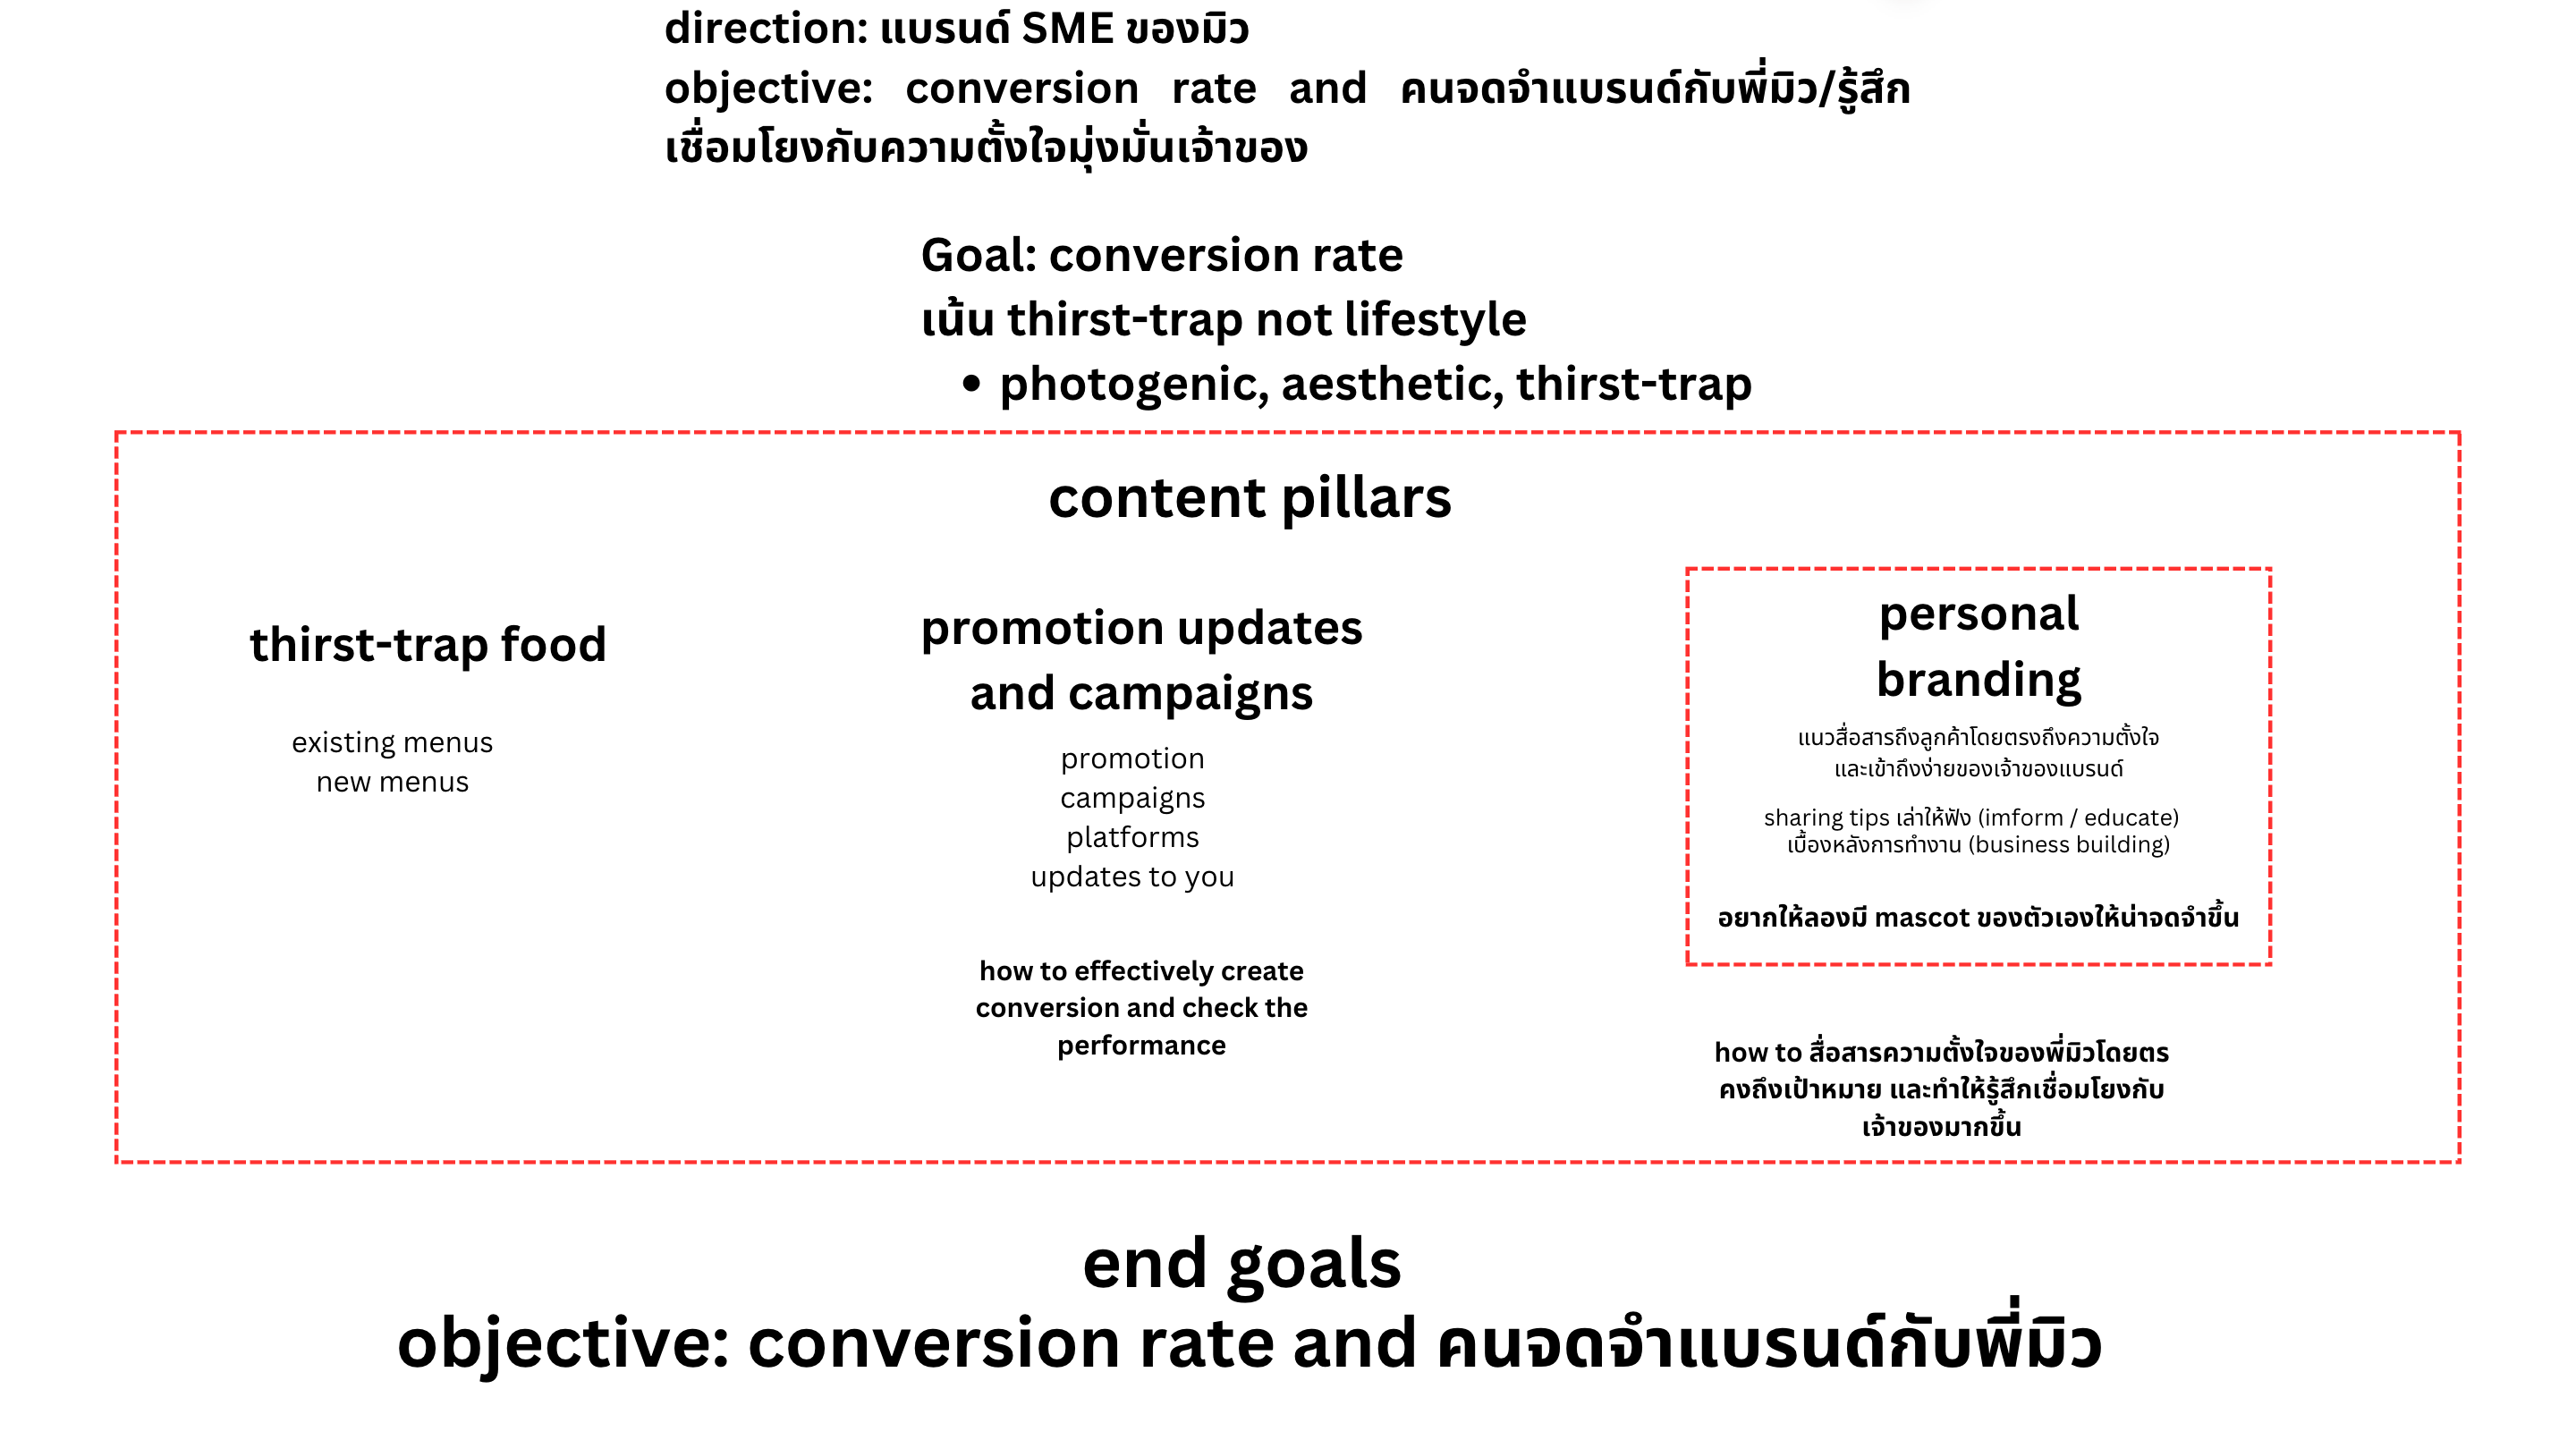 direction: แบรนด์ SME ของมิว
objective: conversion rate and คนจดจำแบรนด์กับพี่มิว/รู้สึก
เชื่อมโยงกับความตั้งใจมุ่งมั่นเจ้าของ
Goal: conversion rate
เน้น thirst-trap not lifestyle
• photogenic, aesthetic, thirst-trap
content pillars
thirst-trap food
existing menus
new menus
promotion updates
and campaigns
promotion
campaigns
platforms
updates to you
how to effectively create
conversion and check the
performance
personal
branding
แนวสื่อสารถึงลูกค้าโดยตรงถึงความตั้งใจ
และเข้าถึงง่ายของเจ้าของแบรนด์
sharing tips เล่าให้ฟัง (imform / educate)
เบื้องหลังการทำงาน (business building)
อยากให้ลองมี mascot ของตัวเองให้น่าจดจำขึ้น
how to สื่อสารความตั้งใจของพี่มิวโดยตร
คงถึงเป้าหมาย และทำให้รู้สึกเชื่อมโยงกับ
เจ้าของมากขึ้น
end goals
objective: conversion rate and คนจดจำแบรนด์กับพี่มิว